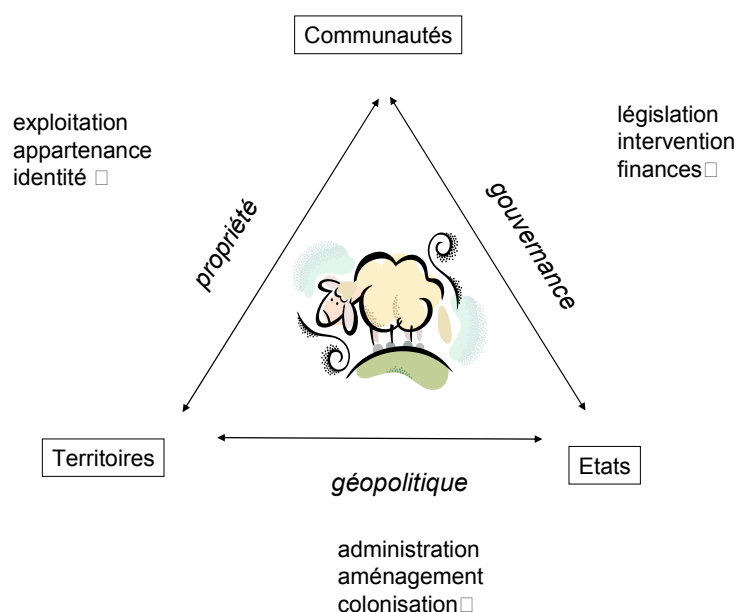 Communautés
exploitation
appartenance
identité □
législation
intervention
finances□
propriété
gouvernance
Territoires
Etats
géopolitique
administration
aménagement
colonisation□